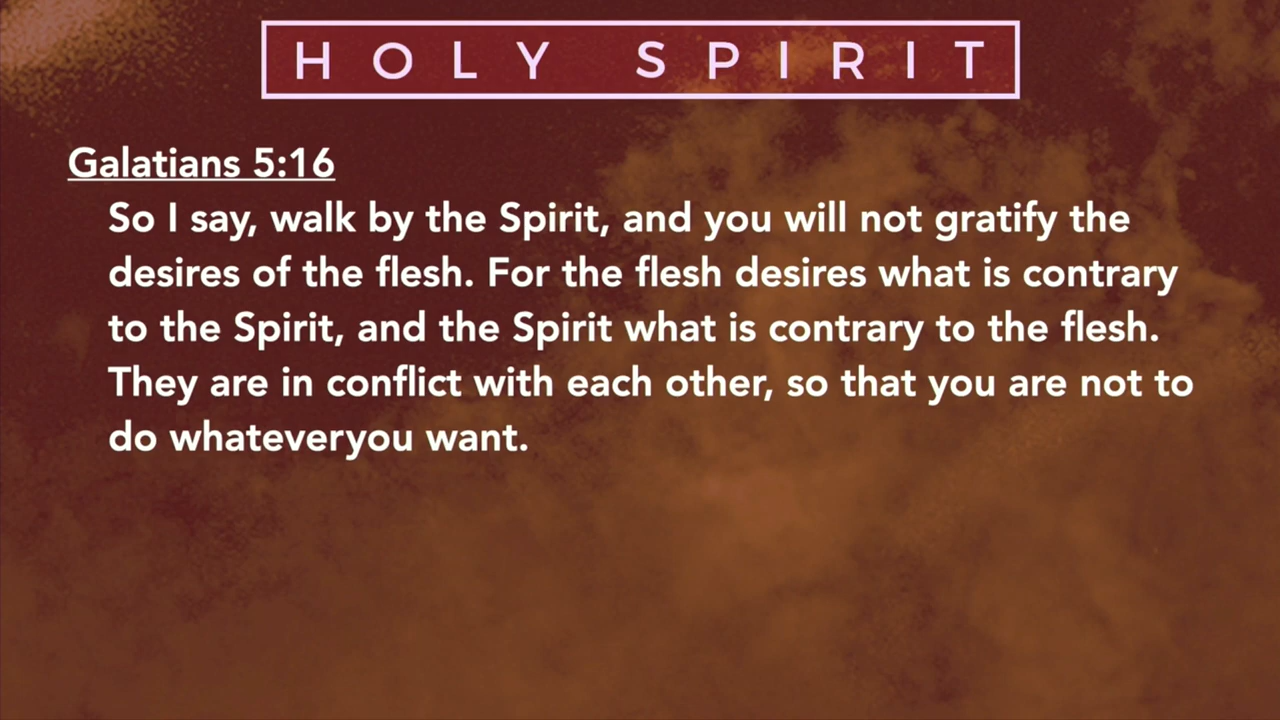 HOLY SPIRIT
Galatians 5:16
So I say, walk by the Spirit, and you will not gratify the
desires of the flesh. For the flesh desires what is contrary
to the Spirit, and the Spirit what is contrary to the flesh.
They are in conflict with each other, so that you are not to
do whateveryou want.